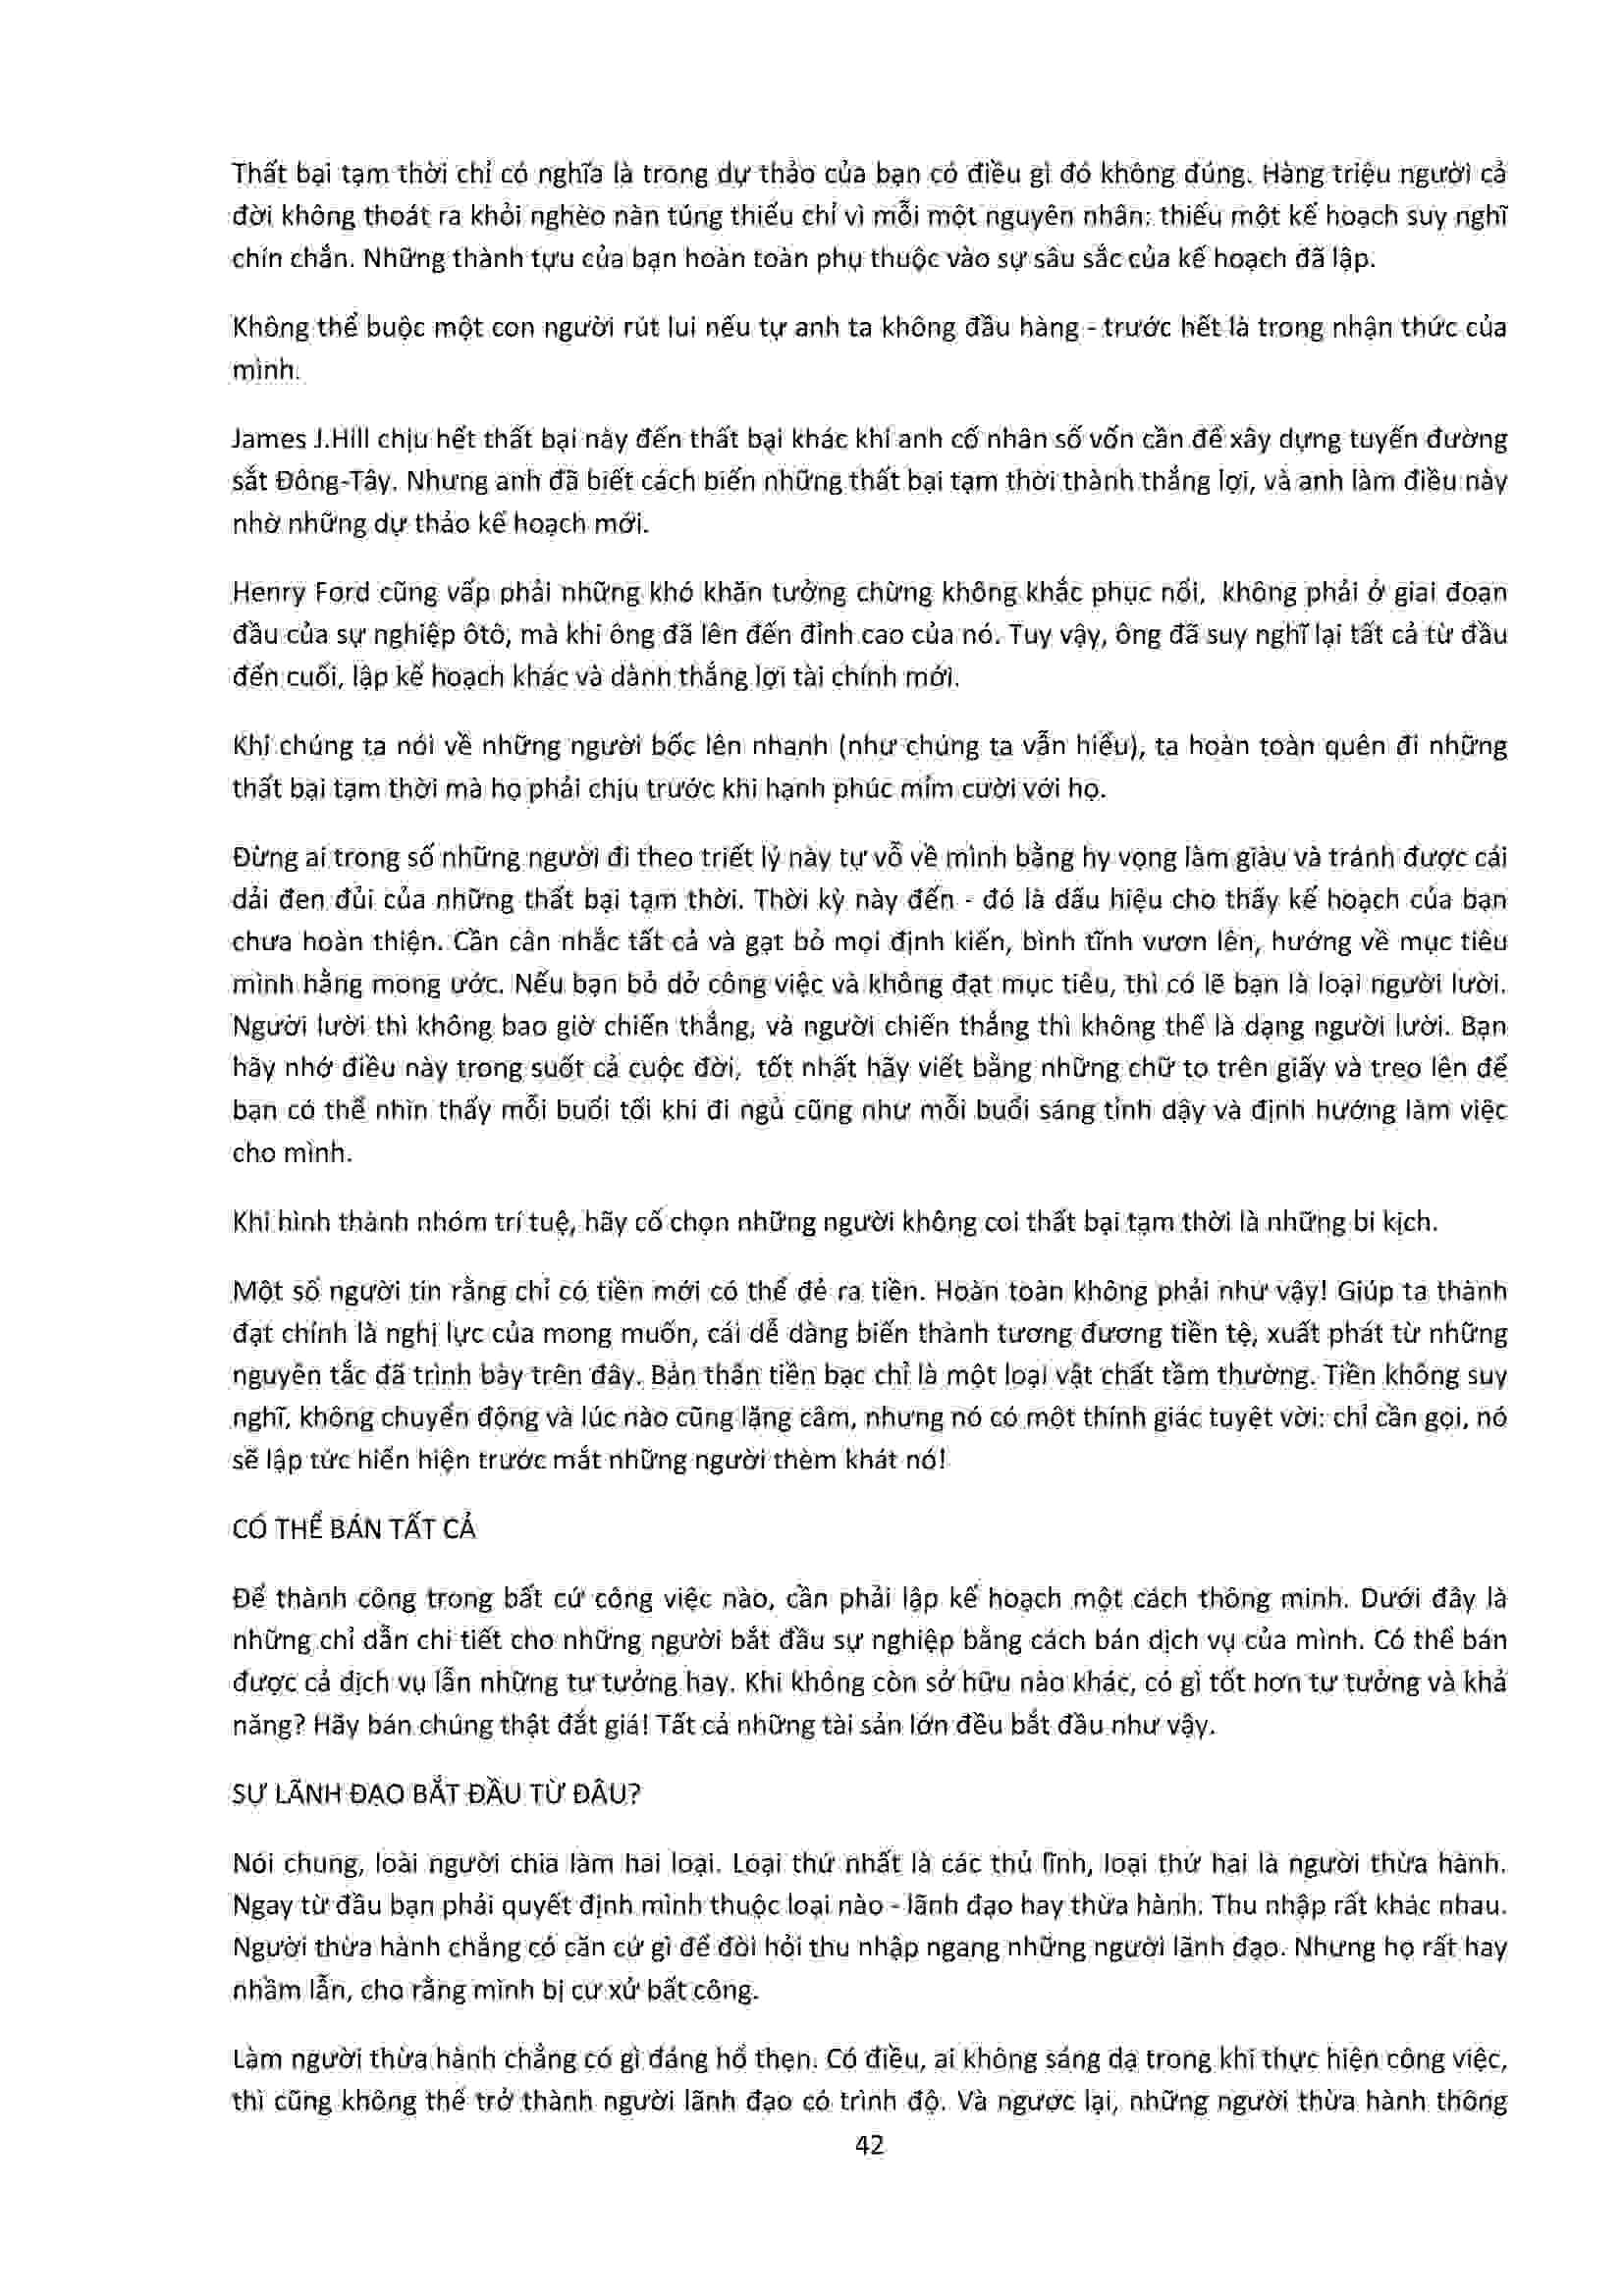 Thất bại tạm thời chỉ có nghĩa là trong dự thảo của bạn có điều gì đó không đúng. Hàng triệu người cả
đời không thoát ra khỏi nghèo nàn túng thiếu chỉ vì mỗi một nguyên nhân: thiếu một kế hoạch suy nghĩ
chín chắn. Những thành tựu của bạn hoàn toàn phụ thuộc vào sự sâu sắc của kế hoạch đã lập.
Không thể buộc một con người rút lui nếu tự anh ta không đầu hàng - trước hết là trong nhận thức của
mình.
James J.Hill chịu hết thất bại này đến thất bại khác khi anh cố nhân số vốn cần để xây dựng tuyến đường
sắt Đông-Tây. Nhưng anh đã biết cách biến những thất bại tạm thời thành thắng lợi, và anh làm điều này
nhờ những dự thảo kế hoạch mới.
Henry Ford cũng vấp phải những khó khăn tưởng chừng không khắc phục nổi, không phải ở giai đoạn
đầu của sự nghiệp ôtô, mà khi ông đã lên đến đỉnh cao của nó. Tuy vậy, ông đã suy nghĩ lại tất cả từ đầu
đến cuối, lập kế hoạch khác và dành thắng lợi tài chính mới.
Khi chúng ta nói về những người bốc lên nhanh (như chúng ta vẫn hiểu), ta hoàn toàn quên đi những
thất bại tạm thời mà họ phải chịu trước khi hạnh phúc mỉm cười với họ.
Đừng ai trong số những người đi theo triết lý này tự vỗ về mình bằng hy vọng làm giàu và tránh được cái
dải đen đủi của những thất bại tạm thời. Thời kỳ này đến - đó là dấu hiệu cho thấy kế hoạch của bạn
chưa hoàn thiện. Cần cân nhắc tất cả và gạt bỏ mọi định kiến, bình tĩnh vươn lên, hướng về mục tiêu
mình hằng mong ước. Nếu bạn bỏ dở công việc và không đạt mục tiêu, thì có lẽ bạn là loại người lười.
Người lười thì không bao giờ chiến thắng, và người chiến thắng thì không thể là dạng người lười. Bạn
hãy nhớ điều này trong suốt cả cuộc đời, tốt nhất hãy viết bằng những chữ to trên giấy và treo lên để
bạn có thể nhìn thấy mỗi buổi tối khi đi ngủ cũng như mỗi buổi sáng tỉnh dậy và định hướng làm việc
cho mình.
Khi hình thành nhóm trí tuệ, hãy cố chọn những người không coi thất bại tạm thời là những bi kịch.
Một số người tin rằng chỉ có tiền mới có thể đẻ ra tiền. Hoàn toàn không phải như vậy! Giúp ta thành
đạt chính là nghị lực của mong muốn, cái dễ dàng biến thành tương đương tiền tệ, xuất phát từ những
nguyên tắc đã trình bày trên đây. Bản thân tiền bạc chỉ là một loại vật chất tầm thường. Tiền không suy
nghĩ, không chuyển động và lúc nào cũng lặng câm, nhưng nó có một thính giác tuyệt vời: chỉ cần gọi, nó
sẽ lập tức hiển hiện trước mắt những người thèm khát nó!
CÓ THỂ BÁN TẤT CẢ
Để thành công trong bất cứ công việc nào, cần phải lập kế hoạch một cách thông minh. Dưới đây là
những chỉ dẫn chi tiết cho những người bắt đầu sự nghiệp bằng cách bán dịch vụ của mình. Có thể bán
được cả dịch vụ lẫn những tư tưởng hay. Khi không còn sở hữu nào khác, có gì tốt hơn tư tưởng và khả
năng? Hãy bán chúng thật đắt giá! Tất cả những tài sản lớn đều bắt đầu như vậy.
SỰ LÃNH ĐẠO BẮT ĐẦU TỪ ĐÂU?
Nói chung, loài người chia làm hai loại. Loại thứ nhất là các thủ lĩnh, loại thứ hai là người thừa hành.
Ngay từ đầu bạn phải quyết định mình thuộc loại nào - lãnh đạo hay thừa hành. Thu nhập rất khác nhau.
Người thừa hành chẳng có căn cứ gì để đòi hỏi thu nhập ngang những người lãnh đạo. Nhưng họ rất hay
nhầm lẫn, cho rằng mình bị cư xử bất công.
Làm người thừa hành chẳng có gì đáng hổ thẹn. Có điều, ai không sáng dạ trong khi thực hiện công việc,
thì cũng không thể trở thành người lãnh đạo có trình độ. Và ngược lại, những người thừa hành thông
42